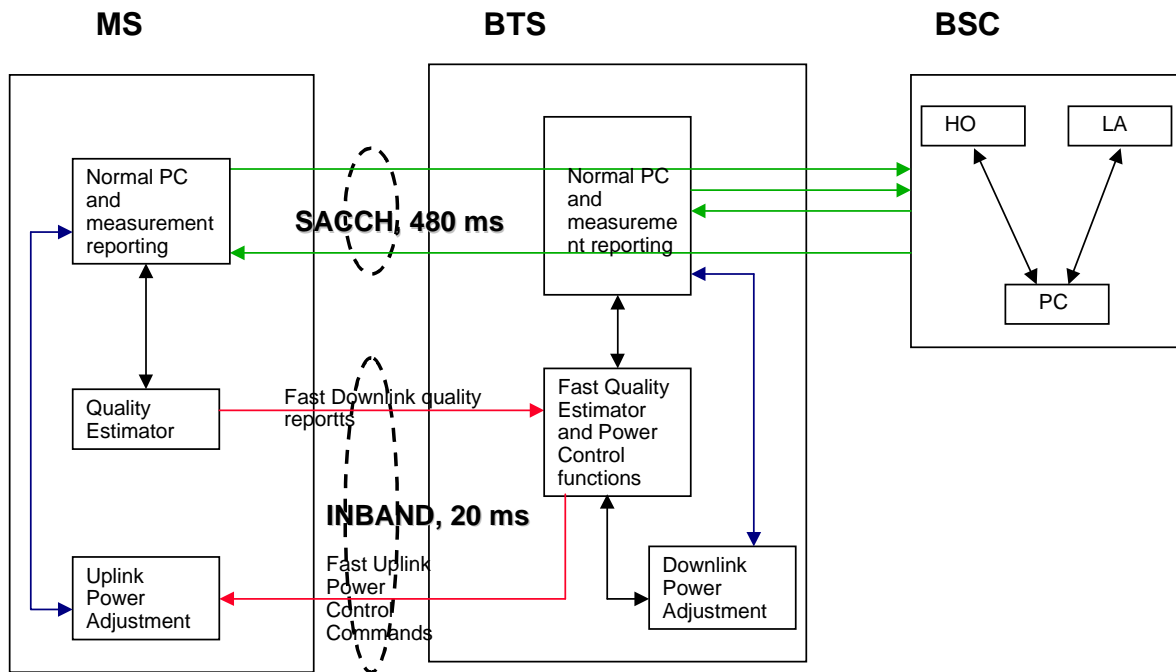 MS
BTS
BSC
Normal PC
and
measurement
reporting
SACCH, 480 ms
Normal PC
and
measureme
nt reporting
HO
LA
PC
Quality
Estimator
Fast Downlink quality
reportts
Fast Quality
Estimator
and Power
Control
functions
INBAND, 20 ms
Uplink
Power
Adjustment
Fast Uplink
Power
Control
Commands
Downlink
Power
Adjustment